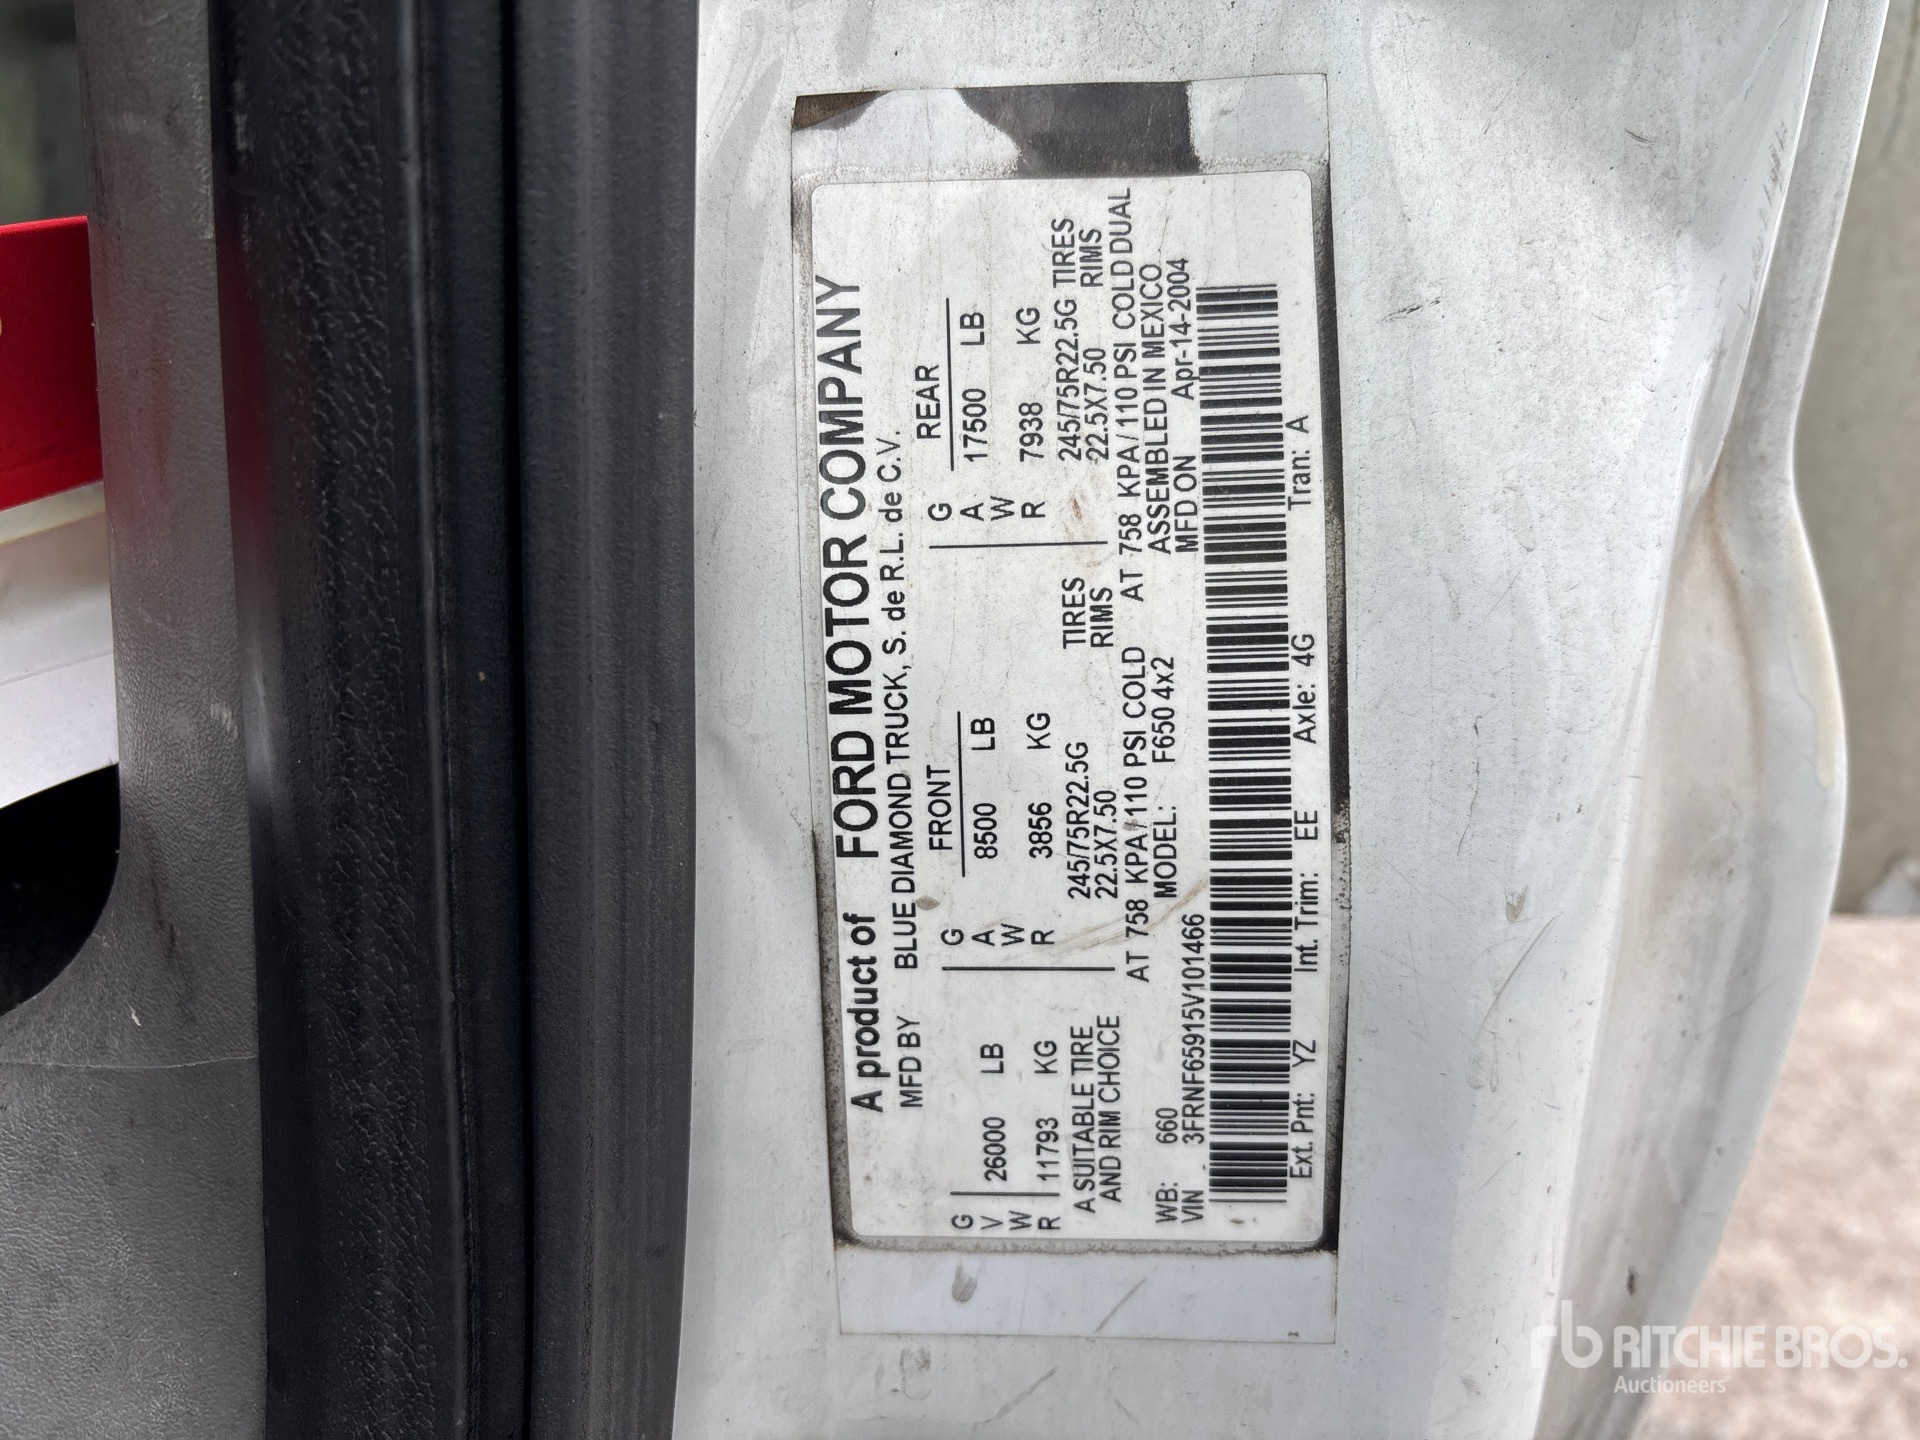 A product of FORD MOTOR COMPANY
MFD BY BLUE DIAMOND TRUCK, S. de R.L. de C.V.
FRONT REAR
GVWR 26000 LB GAWR 8500 LB GAWR 17500 LB
11793 KG 3856 KG 7938 KG
A SUITABLE TIRE 245/75R22.5G TIRES 245/75R22.5G TIRES
AND RIM CHOICE 22.5X7.50 RIMS 22.5X7.50 RIMS
AT 758 KPA/110 PSI COLD AT 758 KPA/110 PSI COLD DUAL
WB: 660 MODEL: F650 4x2 ASSEMBLED IN MEXICO
VIN 3FRNF65915V101466 MFD ON Apr-14-2004
Ext. Pnt: YZ Int. Trim: EE Axle: 4G Tran: A
rb RITCHIE BROS.
Auctioneers